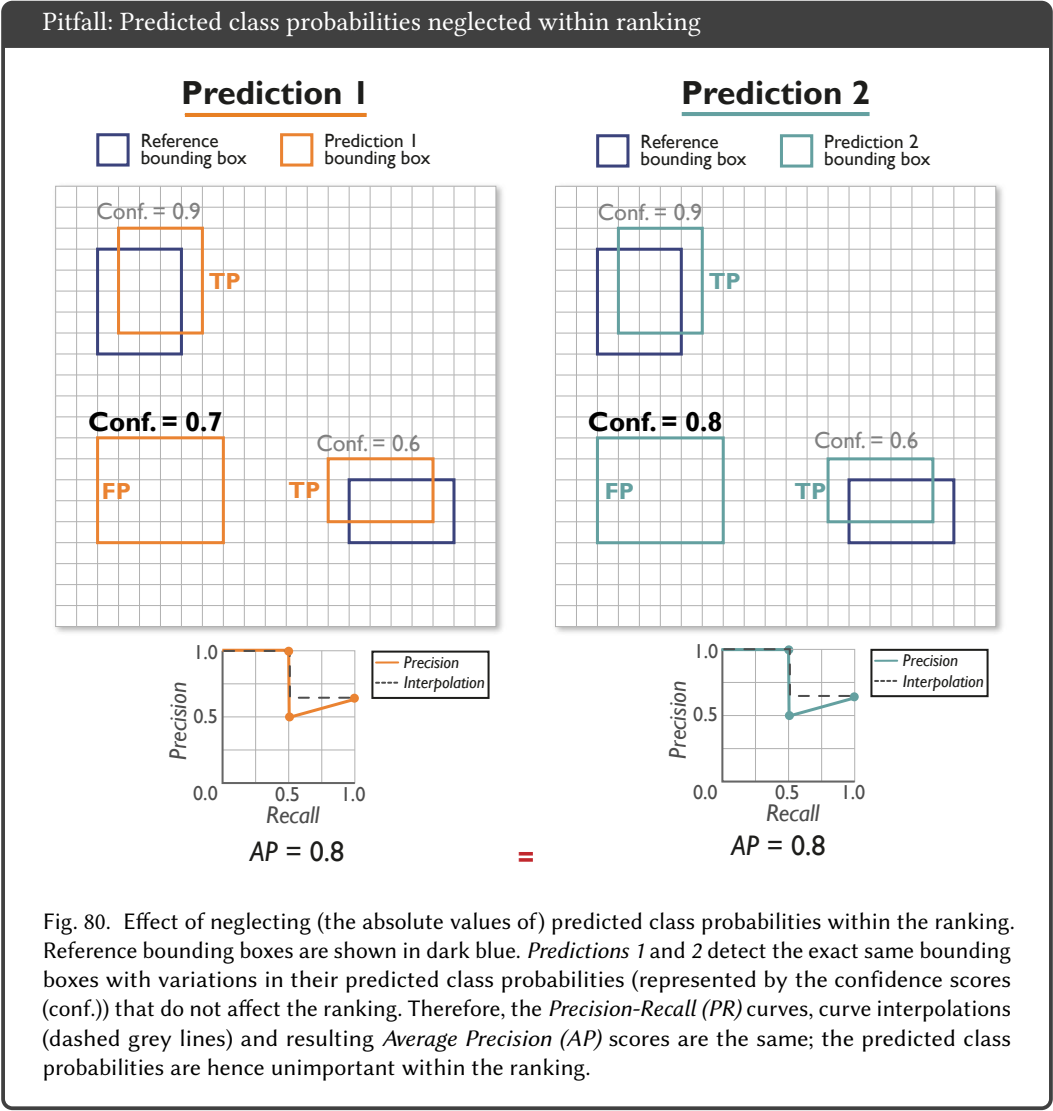 Pitfall: Predicted class probabilities neglected within ranking
Prediction 1
Reference
bounding box
Prediction 1
bounding box
Conf. = 0.9
TP
Conf. = 0.7
FP
Conf. = 0.6
TP
1.0
0.5
0.0
0.5
1.0
Precision
Recall
Precision
Interpolation
AP = 0.8
=
Prediction 2
Reference
bounding box
Prediction 2
bounding box
Conf. = 0.9
TP
Conf. = 0.8
FP
Conf. = 0.6
TP
1.0
0.5
0.0
0.5
1.0
Precision
Recall
Precision
Interpolation
AP = 0.8
Fig. 80. Effect of neglecting (the absolute values of) predicted class probabilities within the ranking.
Reference bounding boxes are shown in dark blue. Predictions 1 and 2 detect the exact same bounding
boxes with variations in their predicted class probabilities (represented by the confidence scores
(conf.)) that do not affect the ranking. Therefore, the Precision-Recall (PR) curves, curve interpolations
(dashed grey lines) and resulting Average Precision (AP) scores are the same; the predicted class
probabilities are hence unimportant within the ranking.